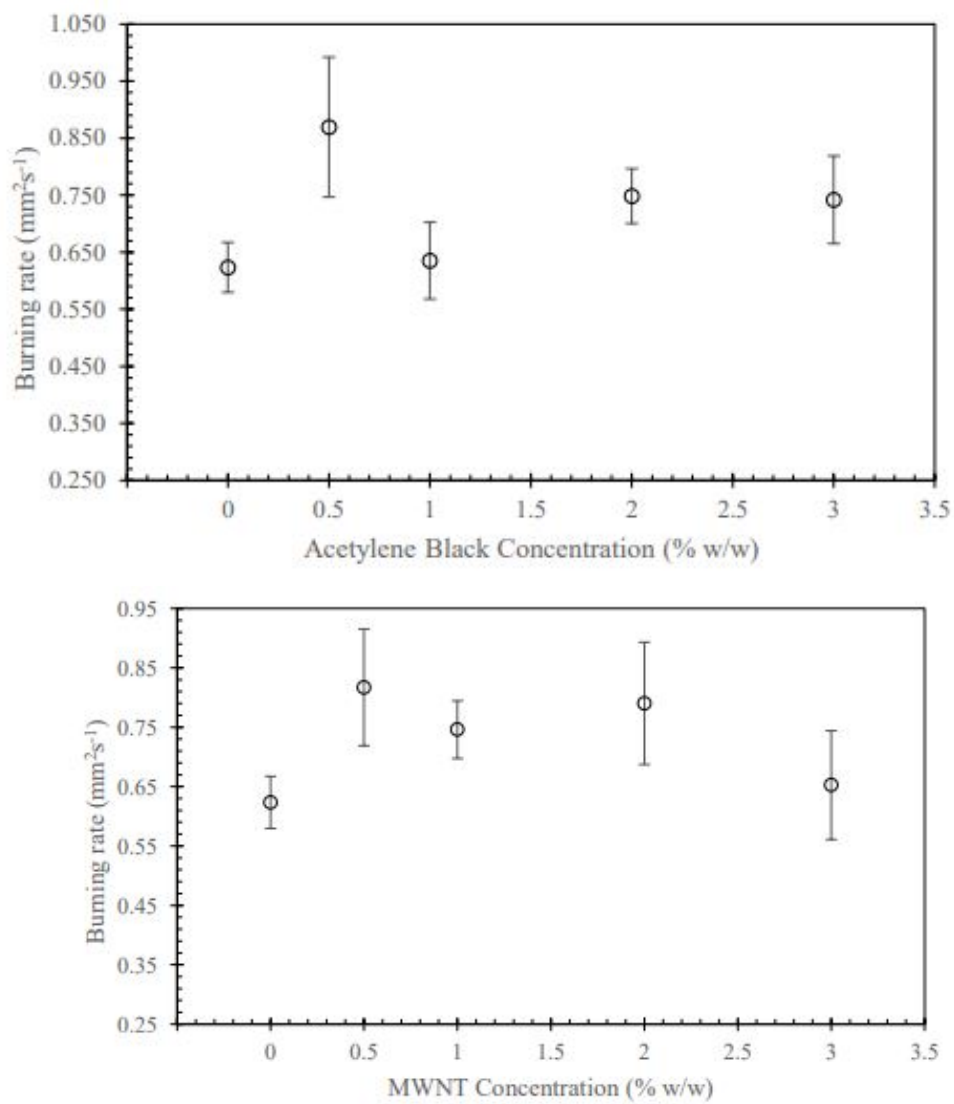 1.050
0.950
0.850
0.750
0.650
0.550
0.450
0.350
0.250
Burning rate (mm²s⁻¹)
0 0.5 1 1.5 2 2.5 3 3.5
Acetylene Black Concentration (% w/w)
0.95
0.85
0.75
0.65
0.55
0.45
0.35
0.25
Burning rate (mm²s⁻¹)
0 0.5 1 1.5 2 2.5 3 3.5
MWNT Concentration (% w/w)